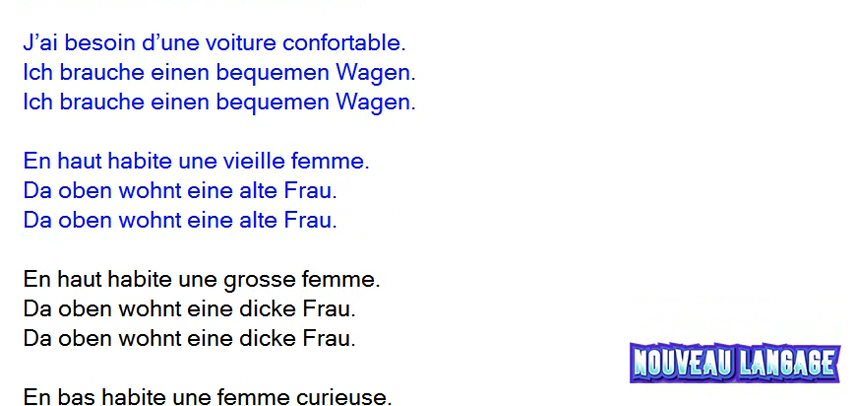 J’ai besoin d’une voiture confortable.
Ich brauche einen bequemen Wagen.
Ich brauche einen bequemen Wagen.
En haut habite une vieille femme.
Da oben wohnt eine alte Frau.
Da oben wohnt eine alte Frau.
En haut habite une grosse femme.
Da oben wohnt eine dicke Frau.
Da oben wohnt eine dicke Frau.
En bas habite une femme curieuse.
NOUVEAU LANGAGE